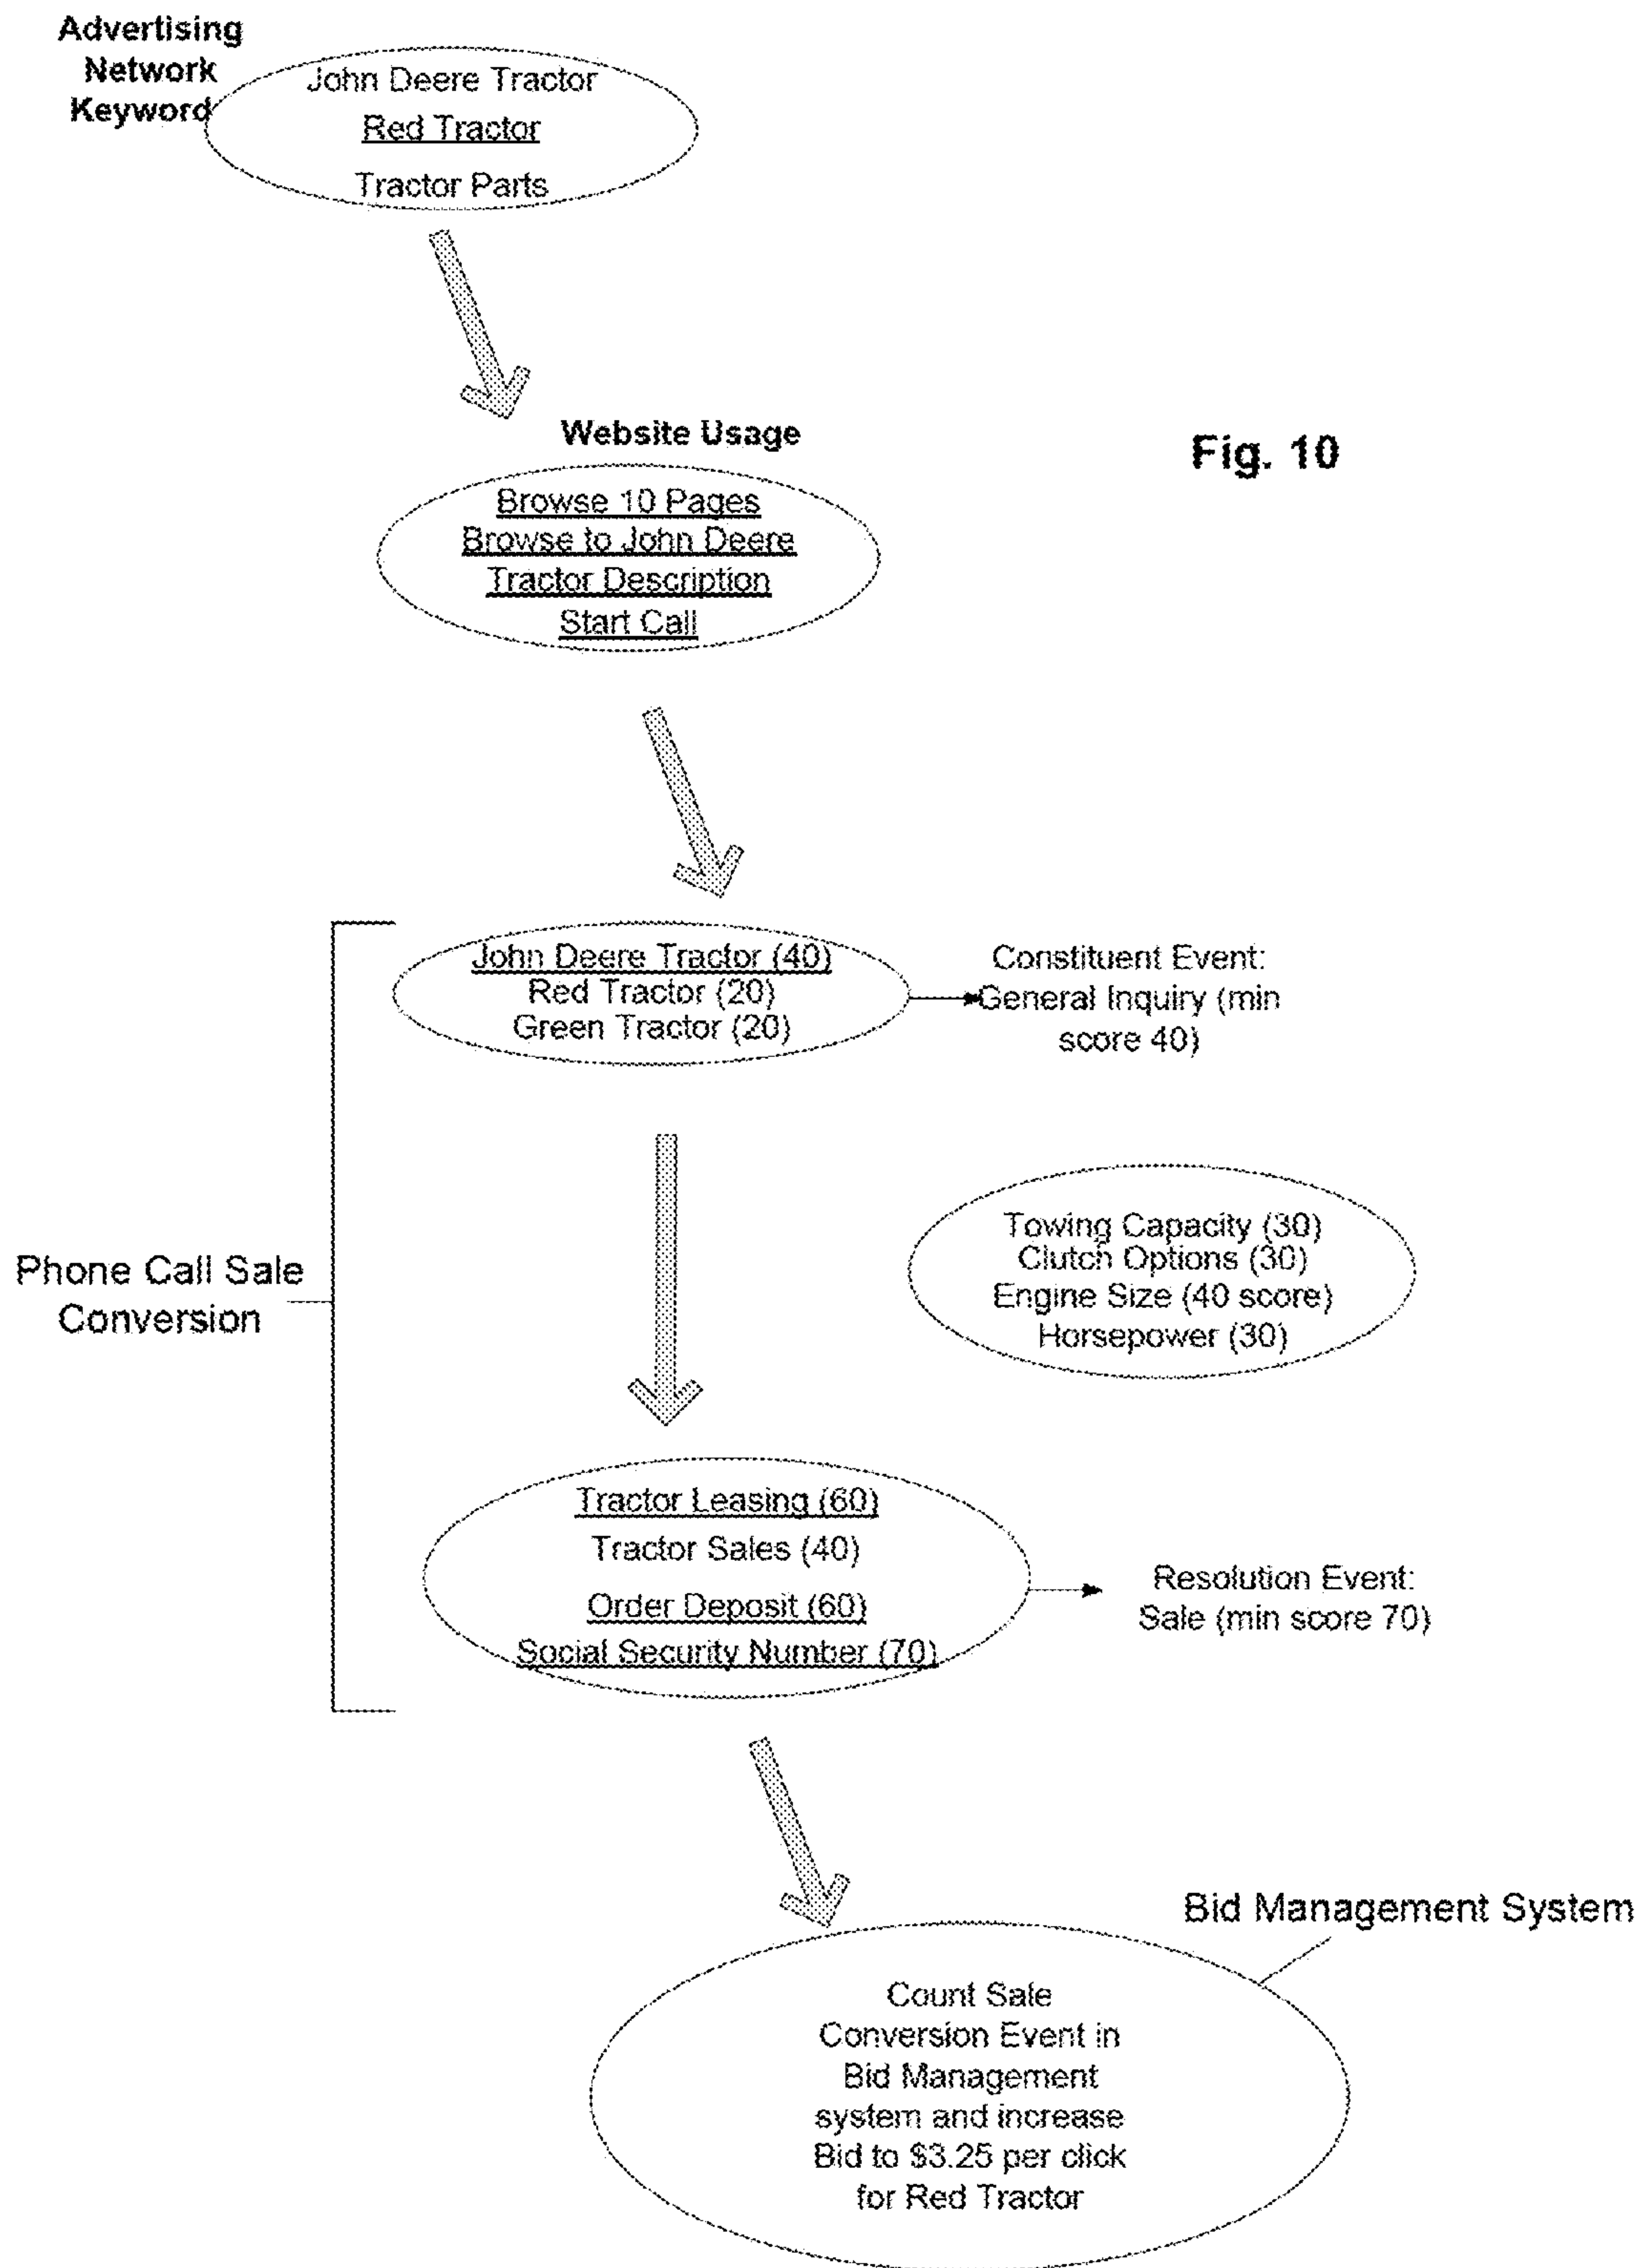 Advertising
Network
Keyword
John Deere Tractor
Red Tractor
Tractor Parts
Website Usage
Fig. 10
Browse 10 Pages
Browse to John Deere
Tractor Description
Start Call
John Deere Tractor (40)
Red Tractor (20)
Green Tractor (20)
Constituent Event:
General Inquiry (min
score 40)
Towing Capacity (30)
Clutch Options (30)
Engine Size (40 score)
Horsepower (30)
Phone Call Sale
Conversion
Tractor Leasing (60)
Tractor Sales (40)
Order Deposit (60)
Social Security Number (70)
Resolution Event:
Sale (min score 70)
Bid Management System
Count Sale
Conversion Event in
Bid Management
system and increase
Bid to $3.25 per click
for Red Tractor